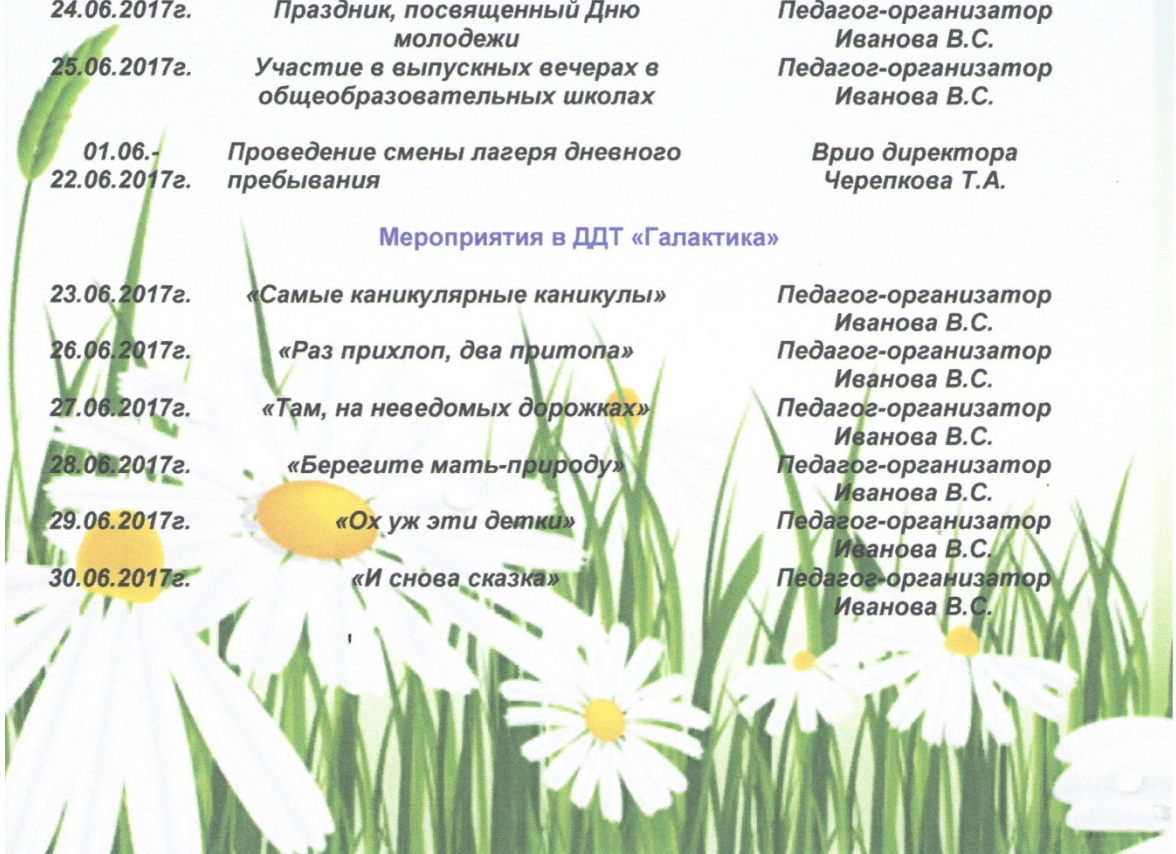 24.06.2017г. Праздник, посвященный Дню Педагог-организатор
молодежи Иванова В.С.
25.06.2017г. Участие в выпускных вечерах в Педагог-организатор
общеобразовательных школах Иванова В.С.
01.06.- Проведение смены лагеря дневного Врио директора
22.06.2017г. пребывания Черепкова Т.А.
Мероприятия в ДДТ «Галактика»
23.06.2017г. «Самые каникулярные каникулы» Педагог-организатор
Иванова В.С.
26.06.2017г. «Раз прихлоп, два притопа» Педагог-организатор
Иванова В.С.
27.06.2017г. «Там, на неведомых дорожках» Педагог-организатор
Иванова В.С.
28.06.2017г. «Берегите мать-природу» Педагог-организатор
Иванова В.С.
29.06.2017г. «Ох уж эти детки» Педагог-организатор
Иванова В.С.
30.06.2017г. «И снова сказка» Педагог-организатор
Иванова В.С.